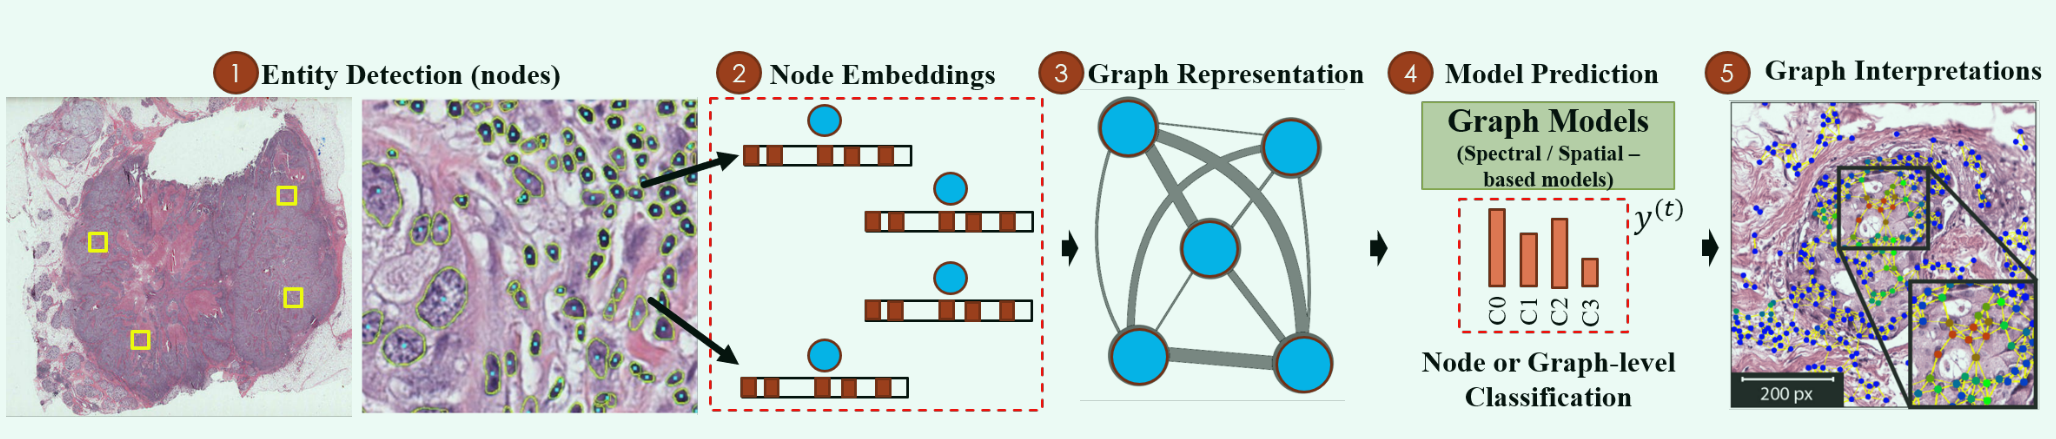 1 Entity Detection (nodes)
2 Node Embeddings
3 Graph Representation
4 Model Prediction
Graph Models
(Spectral / Spatial –
based models)
y(t)
C0
C1
C2
C3
Node or Graph-level
Classification
5 Graph Interpretations
200 px